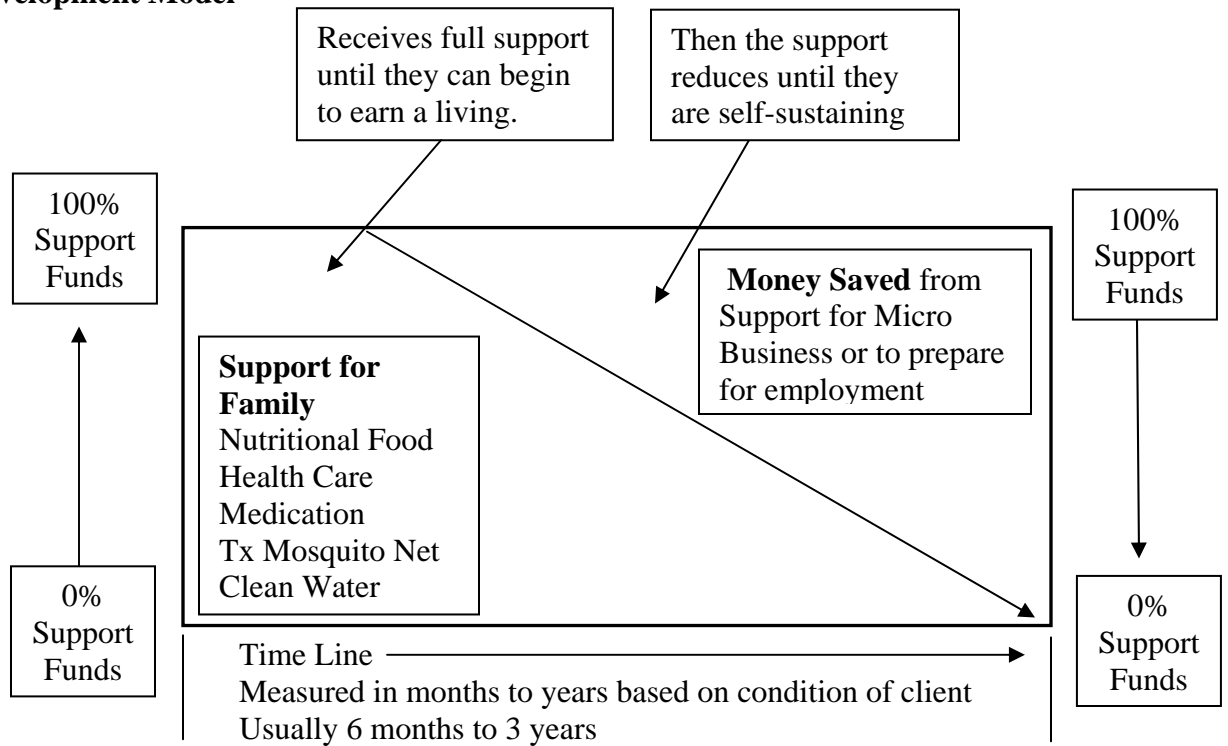 Receives full support
until they can begin
to earn a living.
Then the support
reduces until they
are self-sustaining
100%
Support
Funds
100%
Support
Funds
Money Saved from
Support for Micro
Business or to prepare
for employment
Support for
Family
Nutritional Food
Health Care
Medication
Tx Mosquito Net
Clean Water
0%
Support
Funds
0%
Support
Funds
Time Line
Measured in months to years based on condition of client
Usually 6 months to 3 years